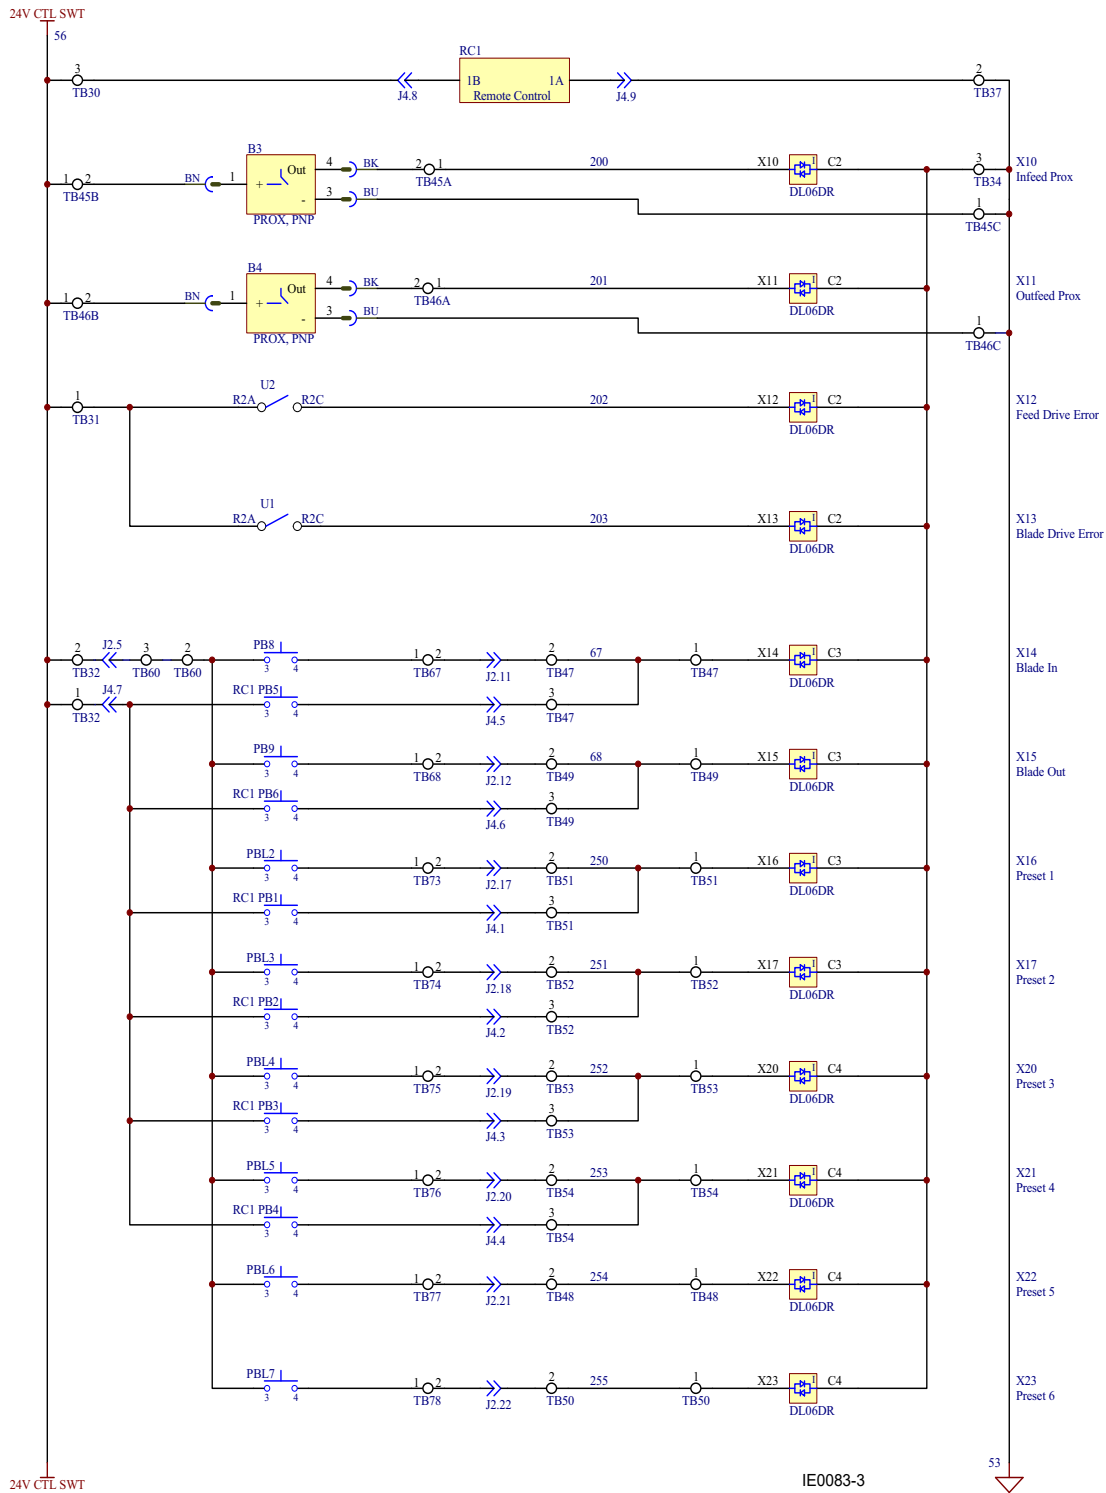 24V CTL SWT
56
RC1
3
TB30
J4.8
1B 1A
Remote Control
J4.9
2
TB37
B3
1 2
TB45B
BN
1
Out
+
-
PROX, PNP
4
BK
3
BU
2 1
TB45A
200
X10
I
C2
DL06DR
3
TB34
X10
Infeed Prox
1
TB45C
B4
1 2
TB46B
BN
1
Out
+
-
PROX, PNP
4
BK
3
BU
2 1
TB46A
201
X11
I
C2
DL06DR
X11
Outfeed Prox
1
TB46C
1
TB31
U2
R2A R2C
202
X12
I
C2
DL06DR
X12
Feed Drive Error
U1
R2A R2C
203
X13
I
C2
DL06DR
X13
Blade Drive Error
2
TB32
J2.5
3
TB60
2
TB60
PB8
3 4
1 2
TB67
J2.11
2
TB47
67
1
TB47
X14
I
C3
DL06DR
X14
Blade In
1
TB32
J4.7
RC1 PB5
3 4
J4.5
3
TB47
PB9
3 4
1 2
TB68
J2.12
2
TB49
68
1
TB49
X15
I
C3
DL06DR
X15
Blade Out
RC1 PB6
3 4
J4.6
3
TB49
PBL2
3 4
1 2
TB73
J2.17
2
TB51
250
1
TB51
X16
I
C3
DL06DR
X16
Preset 1
RC1 PB1
3 4
J4.1
3
TB51
PBL3
3 4
1 2
TB74
J2.18
2
TB52
251
1
TB52
X17
I
C3
DL06DR
X17
Preset 2
RC1 PB2
3 4
J4.2
3
TB52
PBL4
3 4
1 2
TB75
J2.19
2
TB53
252
1
TB53
X20
I
C4
DL06DR
X20
Preset 3
RC1 PB3
3 4
J4.3
3
TB53
PBL5
3 4
1 2
TB76
J2.20
2
TB54
253
1
TB54
X21
I
C4
DL06DR
X21
Preset 4
RC1 PB4
3 4
J4.4
3
TB54
PBL6
3 4
1 2
TB77
J2.21
2
TB48
254
1
TB48
X22
I
C4
DL06DR
X22
Preset 5
PBL7
3 4
1 2
TB78
J2.22
2
TB50
255
1
TB50
X23
I
C4
DL06DR
X23
Preset 6
53
24V CTL SWT
IE0083-3